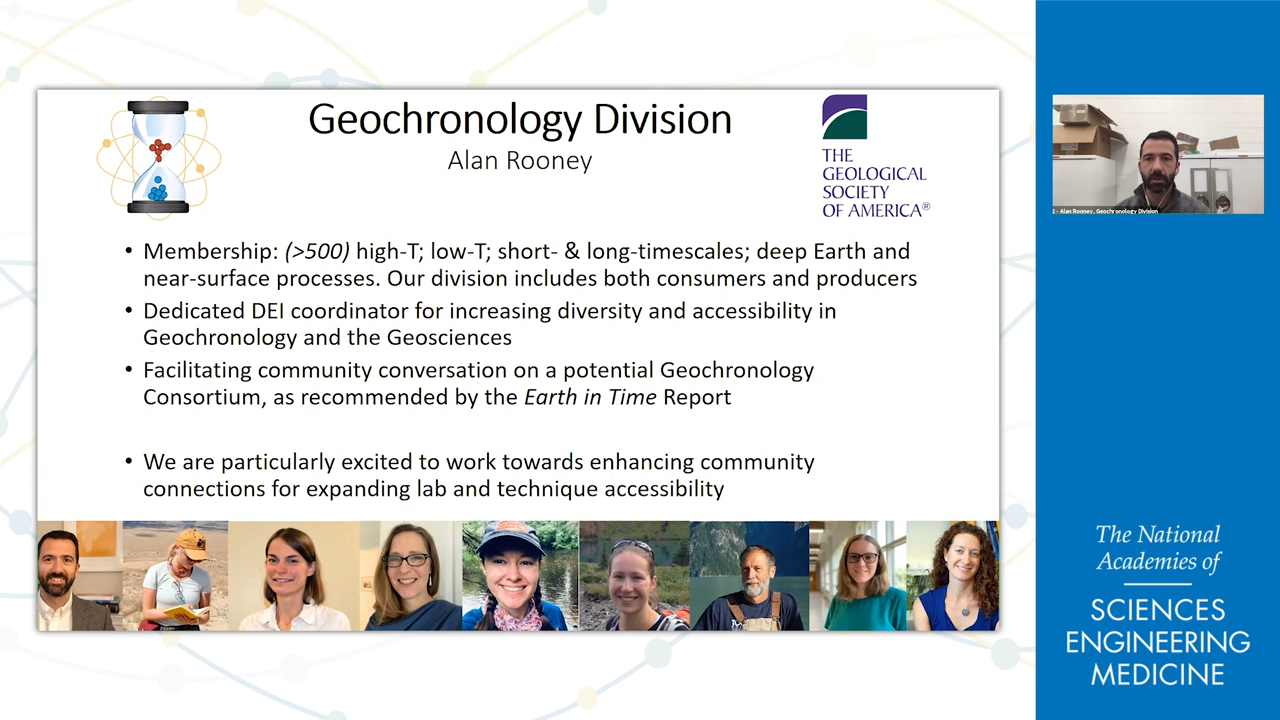 Geochronology Division
Alan Rooney
THE
GEOLOGICAL
SOCIETY
OF AMERICA®
• Membership: (>500) high-T; low-T; short- & long-timescales; deep Earth and
near-surface processes. Our division includes both consumers and producers
• Dedicated DEI coordinator for increasing diversity and accessibility in
Geochronology and the Geosciences
• Facilitating community conversation on a potential Geochronology
Consortium, as recommended by the Earth in Time Report
• We are particularly excited to work towards enhancing community
connections for expanding lab and technique accessibility
- Alan Rooney, Geochronology Division
The National
Academies of
SCIENCES
ENGINEERING
MEDICINE